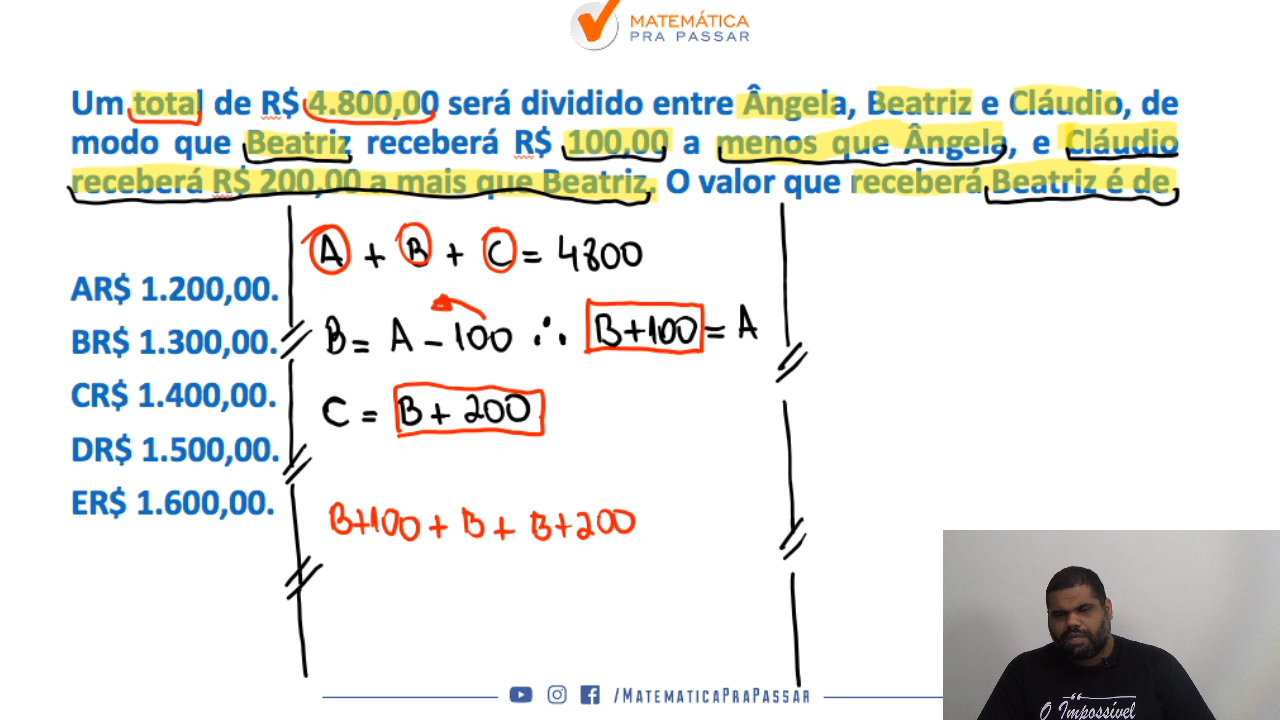 MATEMÁTICA
PRA PASSAR
Um total de R$ 4.800,00 será dividido entre Ângela, Beatriz e Cláudio, de
modo que Beatriz receberá R$ 100,00 a menos que Ângela, e Cláudio
receberá R$ 200,00 a mais que Beatriz. O valor que receberá Beatriz é de
A + B + C = 4800
AR$ 1.200,00.
B = A - 100 ∴ B+100 = A
BR$ 1.300,00.
CR$ 1.400,00.
C = B + 200
DR$ 1.500,00.
ER$ 1.600,00.
B+100 + B + B+200
/MATEMATICAPRAPASSAR
O Impossível